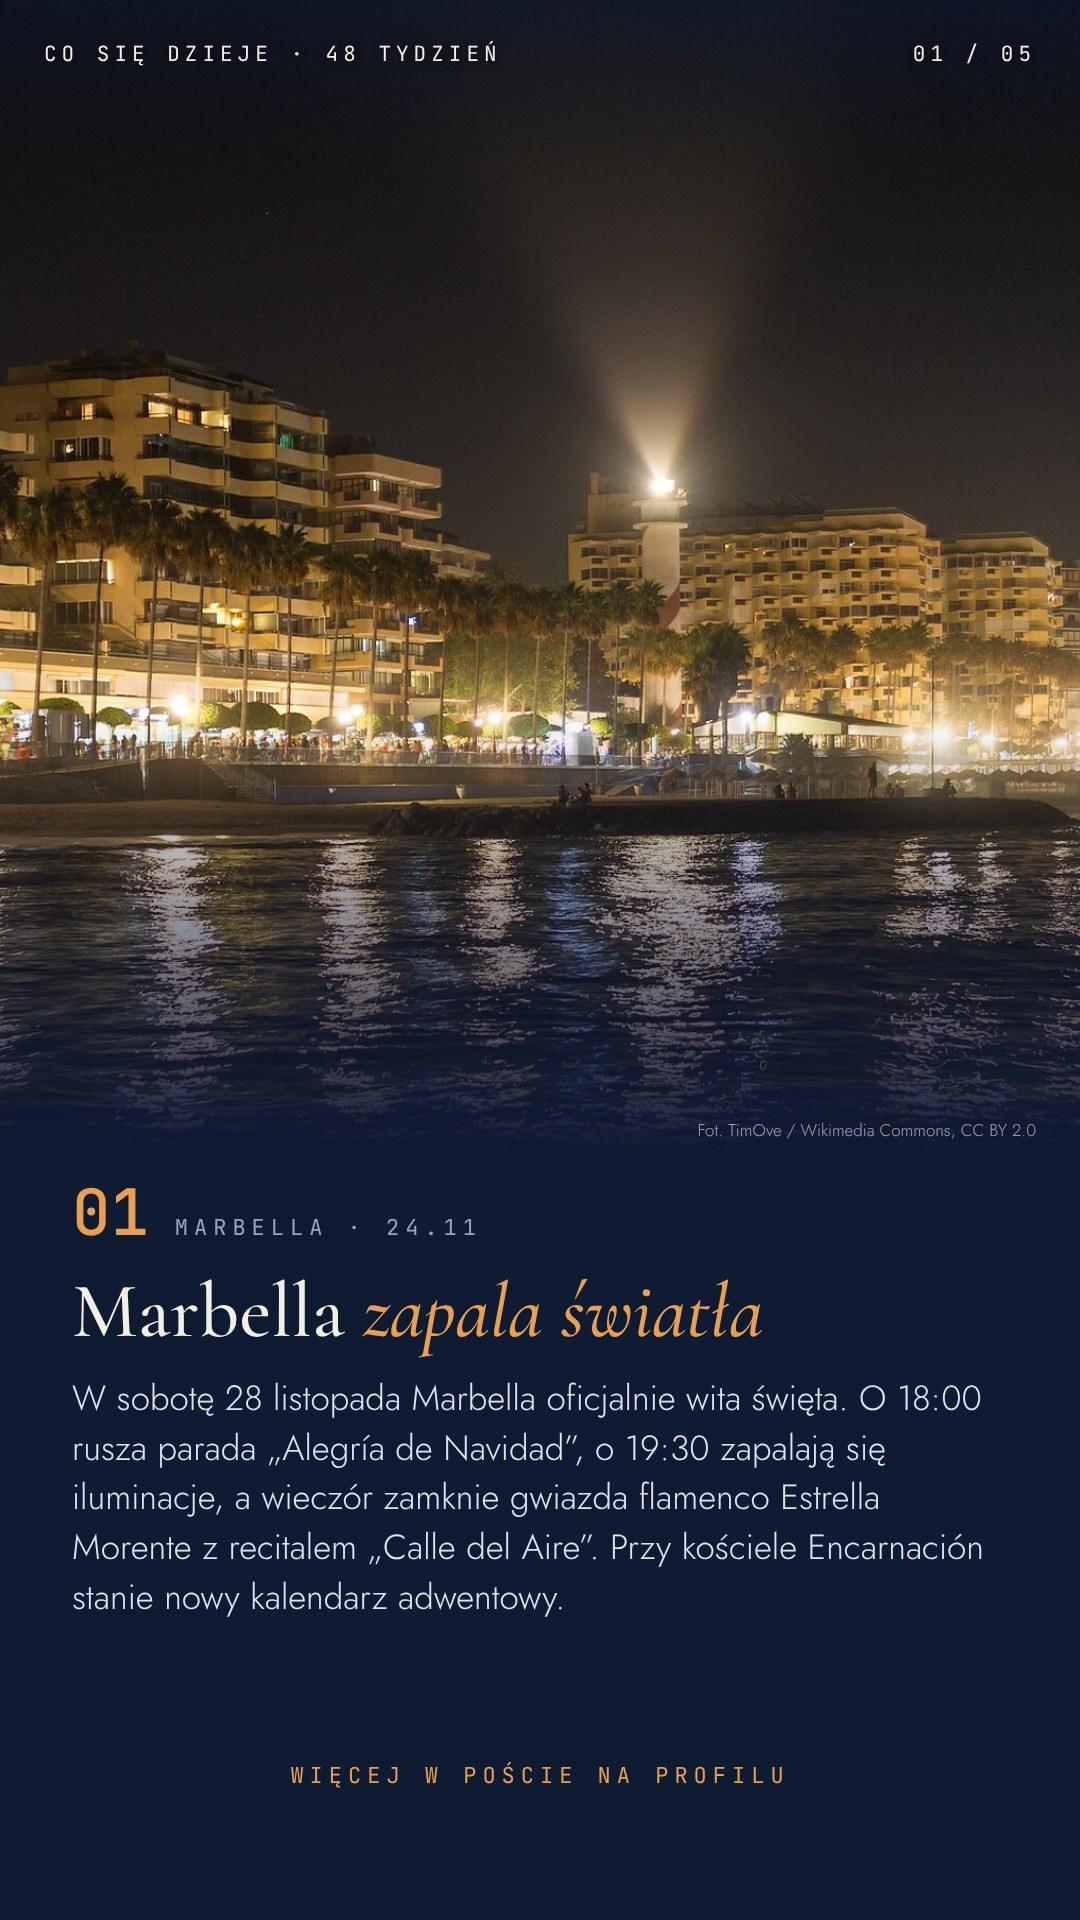 CO SIĘ DZIEJE · 48 TYDZIEŃ
01 / 05
Fot. TimOve / Wikimedia Commons, CC BY 2.0
01 MARBELLA · 24.11
Marbella zapala światła
W sobotę 28 listopada Marbella oficjalnie wita święta. O 18:00
rusza parada „Alegría de Navidad”, o 19:30 zapalają się
iluminacje, a wieczór zamknie gwiazda flamenco Estrella
Morente z recitalem „Calle del Aire”. Przy kościele Encarnación
stanie nowy kalendarz adwentowy.
WIĘCEJ W POŚCIE NA PROFILU